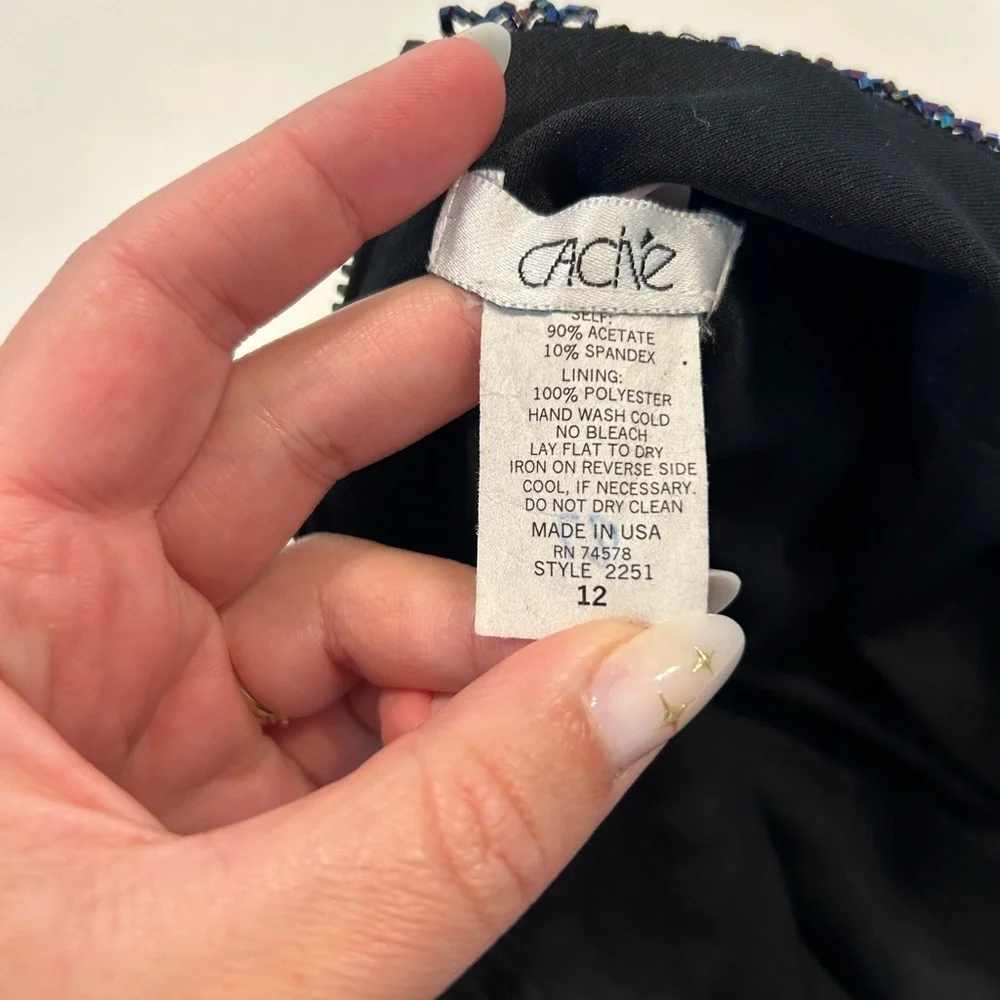 CACHÉ
SELF:
90% ACETATE
10% SPANDEX
LINING:
100% POLYESTER
HAND WASH COLD
NO BLEACH
LAY FLAT TO DRY
IRON ON REVERSE SIDE
COOL, IF NECESSARY.
DO NOT DRY CLEAN
MADE IN USA
RN 74578
STYLE 2251
12